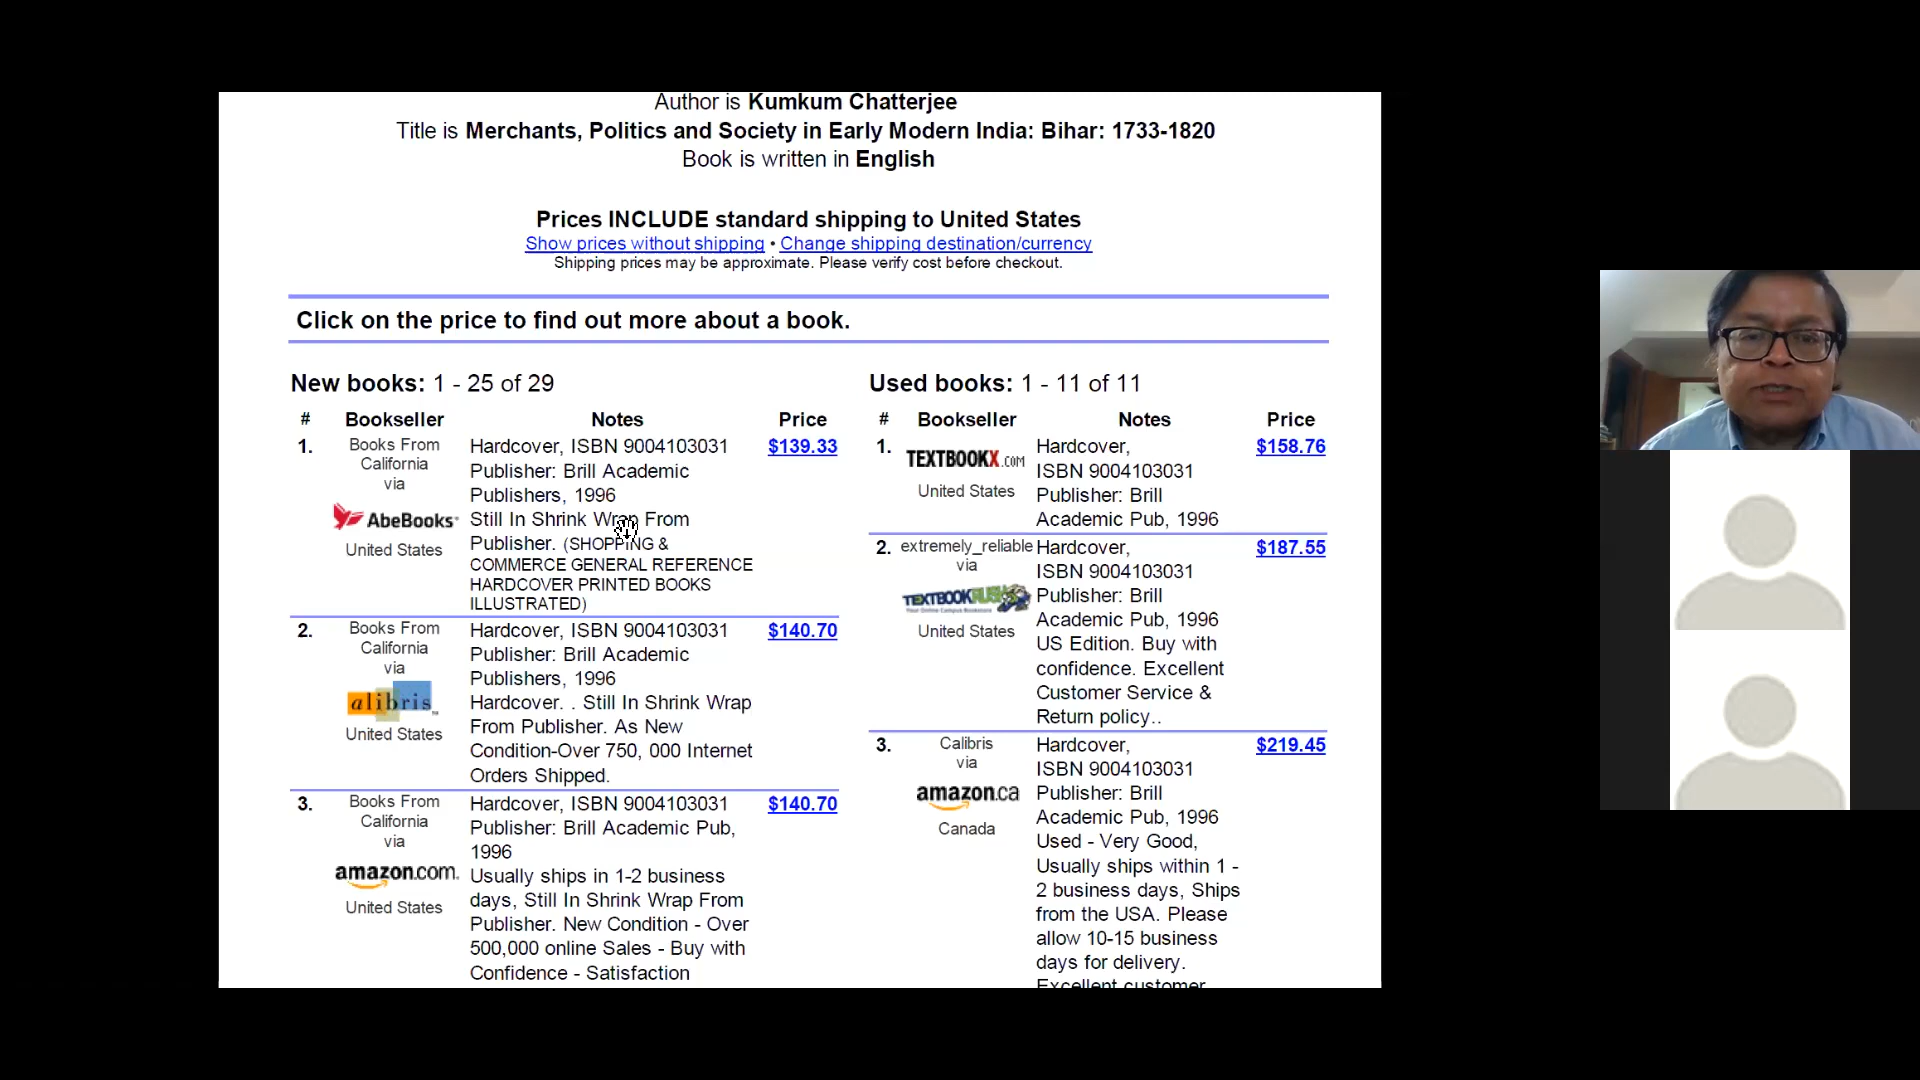 Author is Kumkum Chatterjee
Title is Merchants, Politics and Society in Early Modern India: Bihar: 1733-1820
Book is written in English
Prices INCLUDE standard shipping to United States
Show prices without shipping • Change shipping destination/currency
Shipping prices may be approximate. Please verify cost before checkout.
Click on the price to find out more about a book.
New books: 1 - 25 of 29
# Bookseller Notes Price
1. Books From Hardcover, ISBN 9004103031 $139.33
California Publisher: Brill Academic
via Publishers, 1996
AbeBooks Still In Shrink Wrap From
United States Publisher. (SHOPPING &
COMMERCE GENERAL REFERENCE
HARDCOVER PRINTED BOOKS
ILLUSTRATED)
2. Books From Hardcover, ISBN 9004103031 $140.70
California Publisher: Brill Academic
via Publishers, 1996
alibris Hardcover. . Still In Shrink Wrap
United States From Publisher. As New
Condition-Over 750, 000 Internet
Orders Shipped.
3. Books From Hardcover, ISBN 9004103031 $140.70
California Publisher: Brill Academic Pub,
via 1996
amazon.com. Usually ships in 1-2 business
United States days, Still In Shrink Wrap From
Publisher. New Condition - Over
500,000 online Sales - Buy with
Confidence - Satisfaction
Used books: 1 - 11 of 11
# Bookseller Notes Price
1. TEXTBOOKX.COM Hardcover, $158.76
United States ISBN 9004103031
Publisher: Brill
Academic Pub, 1996
2. extremely_reliable Hardcover, $187.55
via ISBN 9004103031
TEXTBOOKRUSH Publisher: Brill
United States Academic Pub, 1996
US Edition. Buy with
confidence. Excellent
Customer Service &
Return policy..
3. Calibris Hardcover, $219.45
via ISBN 9004103031
amazon.ca Publisher: Brill
Canada Academic Pub, 1996
Used - Very Good,
Usually ships within 1 -
2 business days, Ships
from the USA. Please
allow 10-15 business
days for delivery.
Excellent customer